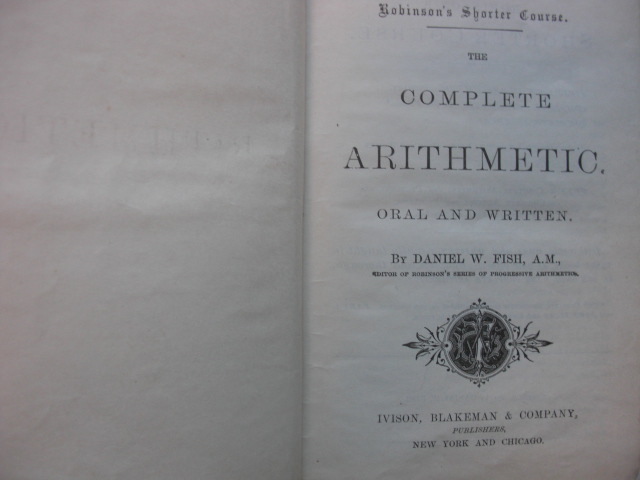 Robinson's Shorter Course.
THE
COMPLETE
ARITHMETIC.
ORAL AND WRITTEN.
BY DANIEL W. FISH, A.M.,
EDITOR OF ROBINSON'S SERIES OF PROGRESSIVE ARITHMETICS.
IVISON, BLAKEMAN & COMPANY,
PUBLISHERS,
NEW YORK AND CHICAGO.